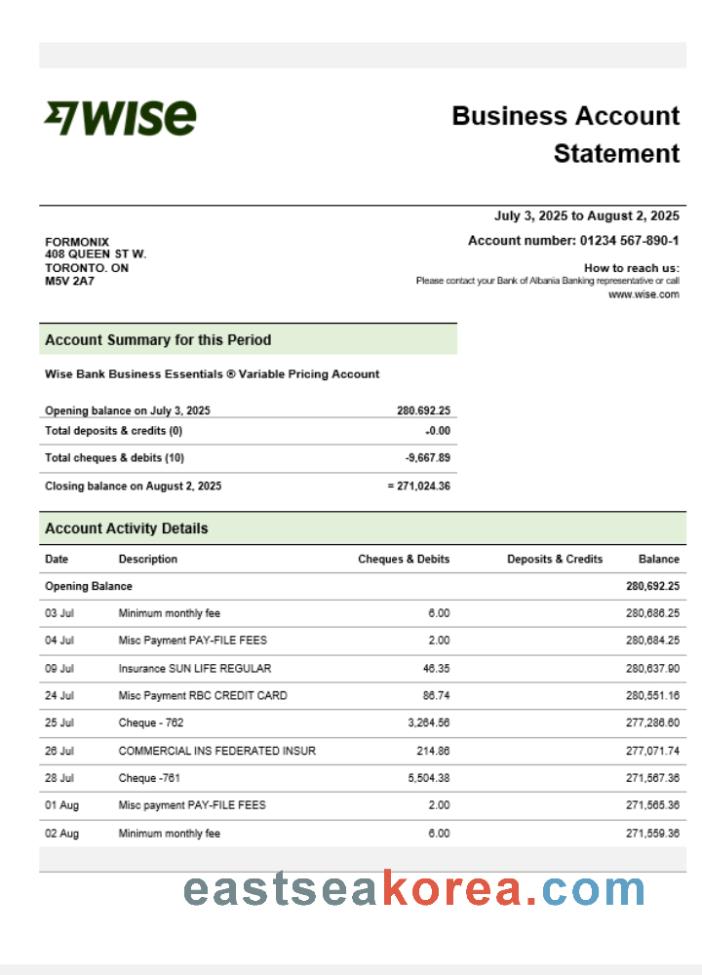 WISE
Business Account
Statement
July 3, 2025 to August 2, 2025
Account number: 01234 567-890-1
FORMONIX
408 QUEEN ST W.
TORONTO. ON
M5V 2A7
How to reach us:
Please contact your Bank of Albania Banking representative or call
www.wise.com
Account Summary for this Period
Wise Bank Business Essentials ® Variable Pricing Account
Opening balance on July 3, 2025 280.692.25
Total deposits & credits (0) -0.00
Total cheques & debits (10) -9,667.89
Closing balance on August 2, 2025 = 271,024.36
Account Activity Details
Date Description Cheques & Debits Deposits & Credits Balance
Opening Balance 280,692.25
03 Jul Minimum monthly fee 6.00 280,686.25
04 Jul Misc Payment PAY-FILE FEES 2.00 280,684.25
09 Jul Insurance SUN LIFE REGULAR 46.35 280,637.90
24 Jul Misc Payment RBC CREDIT CARD 86.74 280,551.16
25 Jul Cheque - 762 3,264.56 277,286.60
26 Jul COMMERCIAL INS FEDERATED INSUR 214.86 277,071.74
28 Jul Cheque -761 5,504.38 271,567.36
01 Aug Misc payment PAY-FILE FEES 2.00 271,565.36
02 Aug Minimum monthly fee 6.00 271,559.36
eastseakorea.com